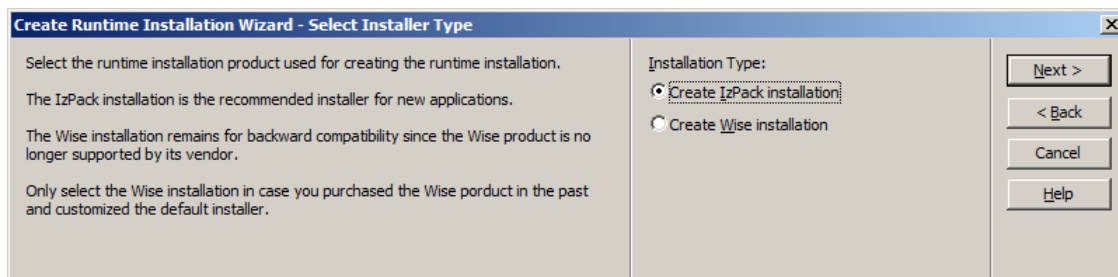 Create Runtime Installation Wizard - Select Installer Type
Select the runtime installation product used for creating the runtime installation.
The IzPack installation is the recommended installer for new applications.
The Wise installation remains for backward compatibility since the Wise product is no
longer supported by its vendor.
Only select the Wise installation in case you purchased the Wise porduct in the past
and customized the default installer.
Installation Type:
Create IzPack installation
Create Wise installation
Next >
< Back
Cancel
Help